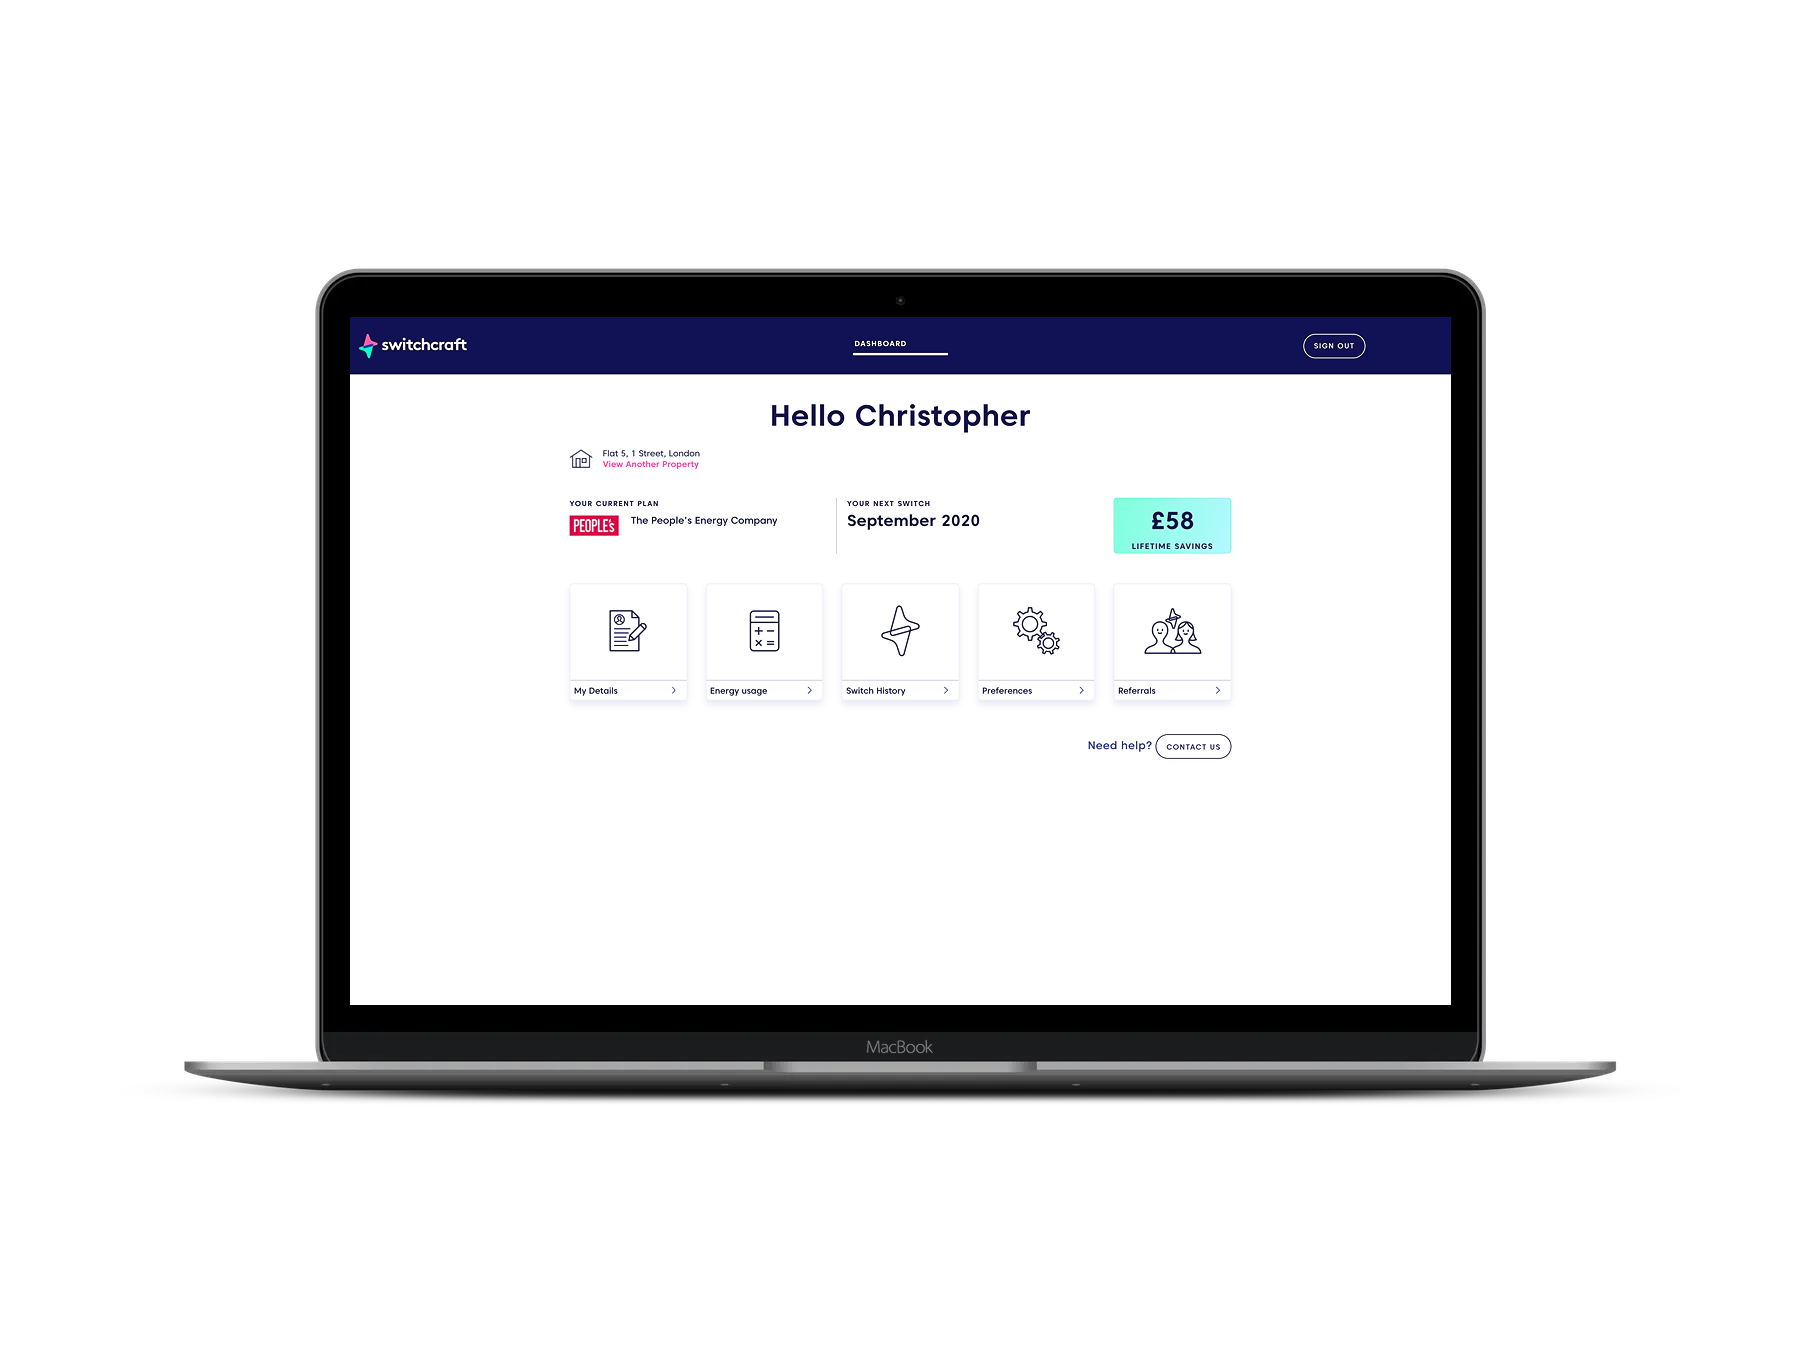 switchcraft
DASHBOARD
SIGN OUT
Hello Christopher
Flat 5, 1 Street, London
View Another Property
YOUR CURRENT PLAN
PEOPLE's
The People's Energy Company
YOUR NEXT SWITCH
September 2020
£58
LIFETIME SAVINGS
My Details
Energy usage
Switch History
Preferences
Referrals
Need help?
CONTACT US
MacBook